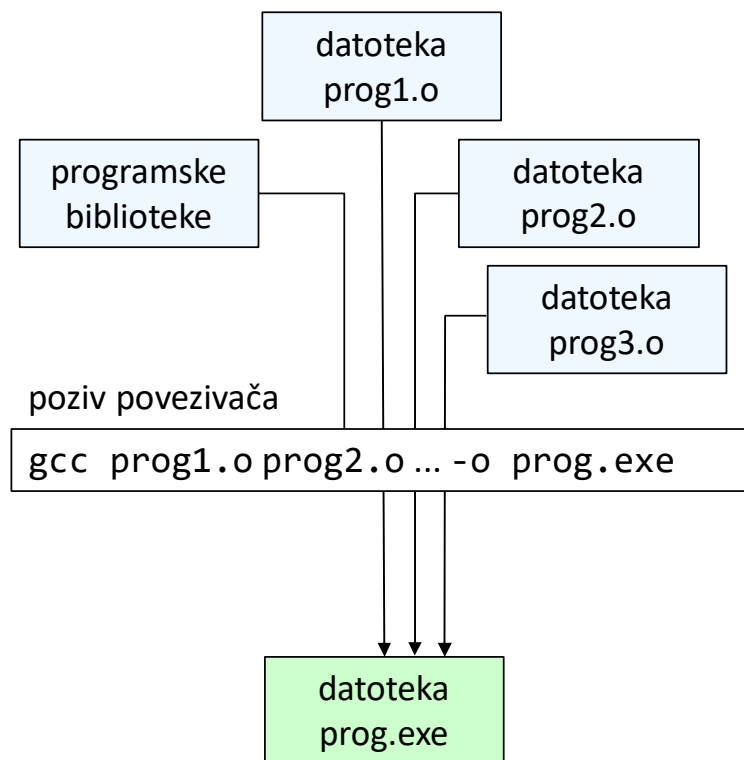 datoteka
prog1.o
programske
biblioteke
datoteka
prog2.o
datoteka
prog3.o
poziv povezivača
gcc prog1.o prog2.o … -o prog.exe
datoteka
prog.exe